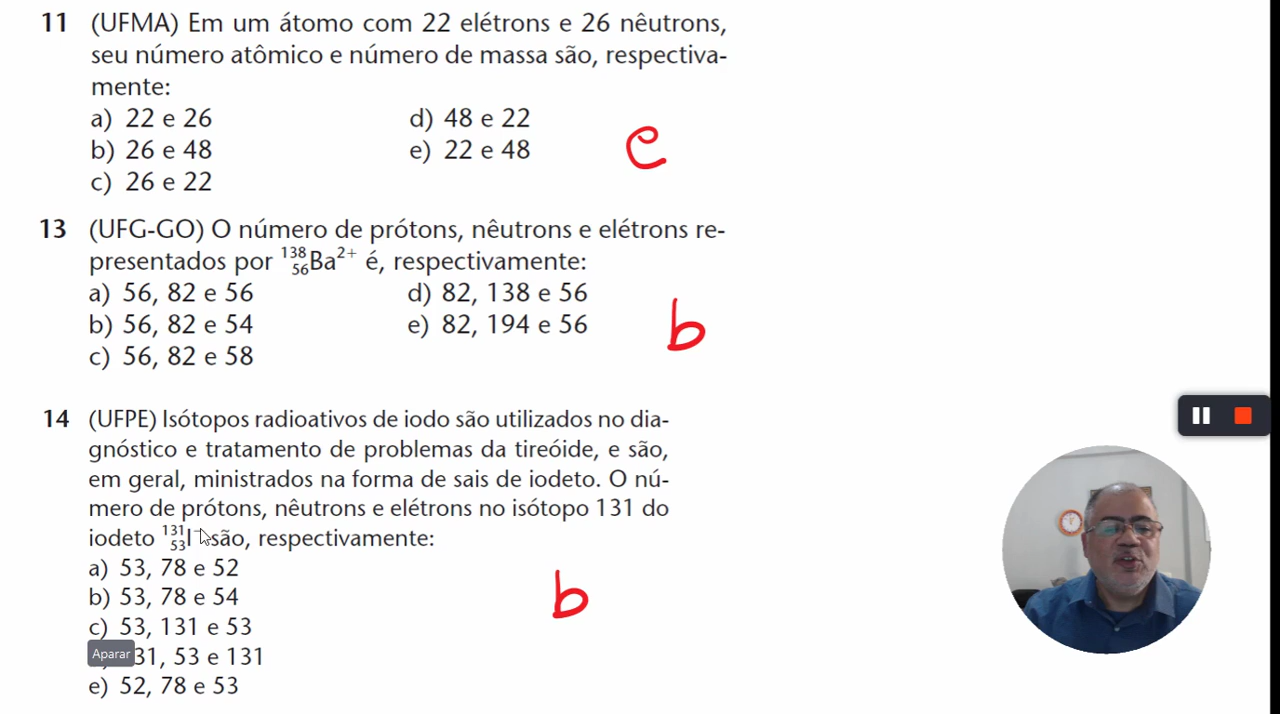 11 (UFMA) Em um átomo com 22 elétrons e 26 nêutrons,
seu número atômico e número de massa são, respectiva-
mente:
a) 22 e 26
b) 26 e 48
c) 26 e 22
d) 48 e 22
e) 22 e 48
e
13 (UFG-GO) O número de prótons, nêutrons e elétrons re-
presentados por ¹³⁸₅₆Ba²⁺ é, respectivamente:
a) 56, 82 e 56
b) 56, 82 e 54
c) 56, 82 e 58
d) 82, 138 e 56
e) 82, 194 e 56
b
14 (UFPE) Isótopos radioativos de iodo são utilizados no dia-
gnóstico e tratamento de problemas da tireóide, e são,
em geral, ministrados na forma de sais de iodeto. O nú-
mero de prótons, nêutrons e elétrons no isótopo 131 do
iodeto ¹³¹₅₃I⁻ são, respectivamente:
a) 53, 78 e 52
b) 53, 78 e 54
c) 53, 131 e 53
31, 53 e 131
e) 52, 78 e 53
b
Aparar